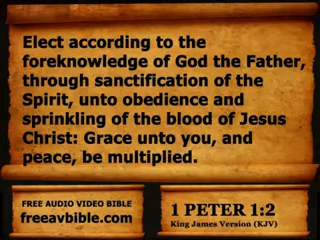 Elect according to the
foreknowledge of God the Father,
through sanctification of the
Spirit, unto obedience and
sprinkling of the blood of Jesus
Christ: Grace unto you, and
peace, be multiplied.
FREE AUDIO VIDEO BIBLE
freeavbible.com
1 PETER 1:2
King James Version (KJV)